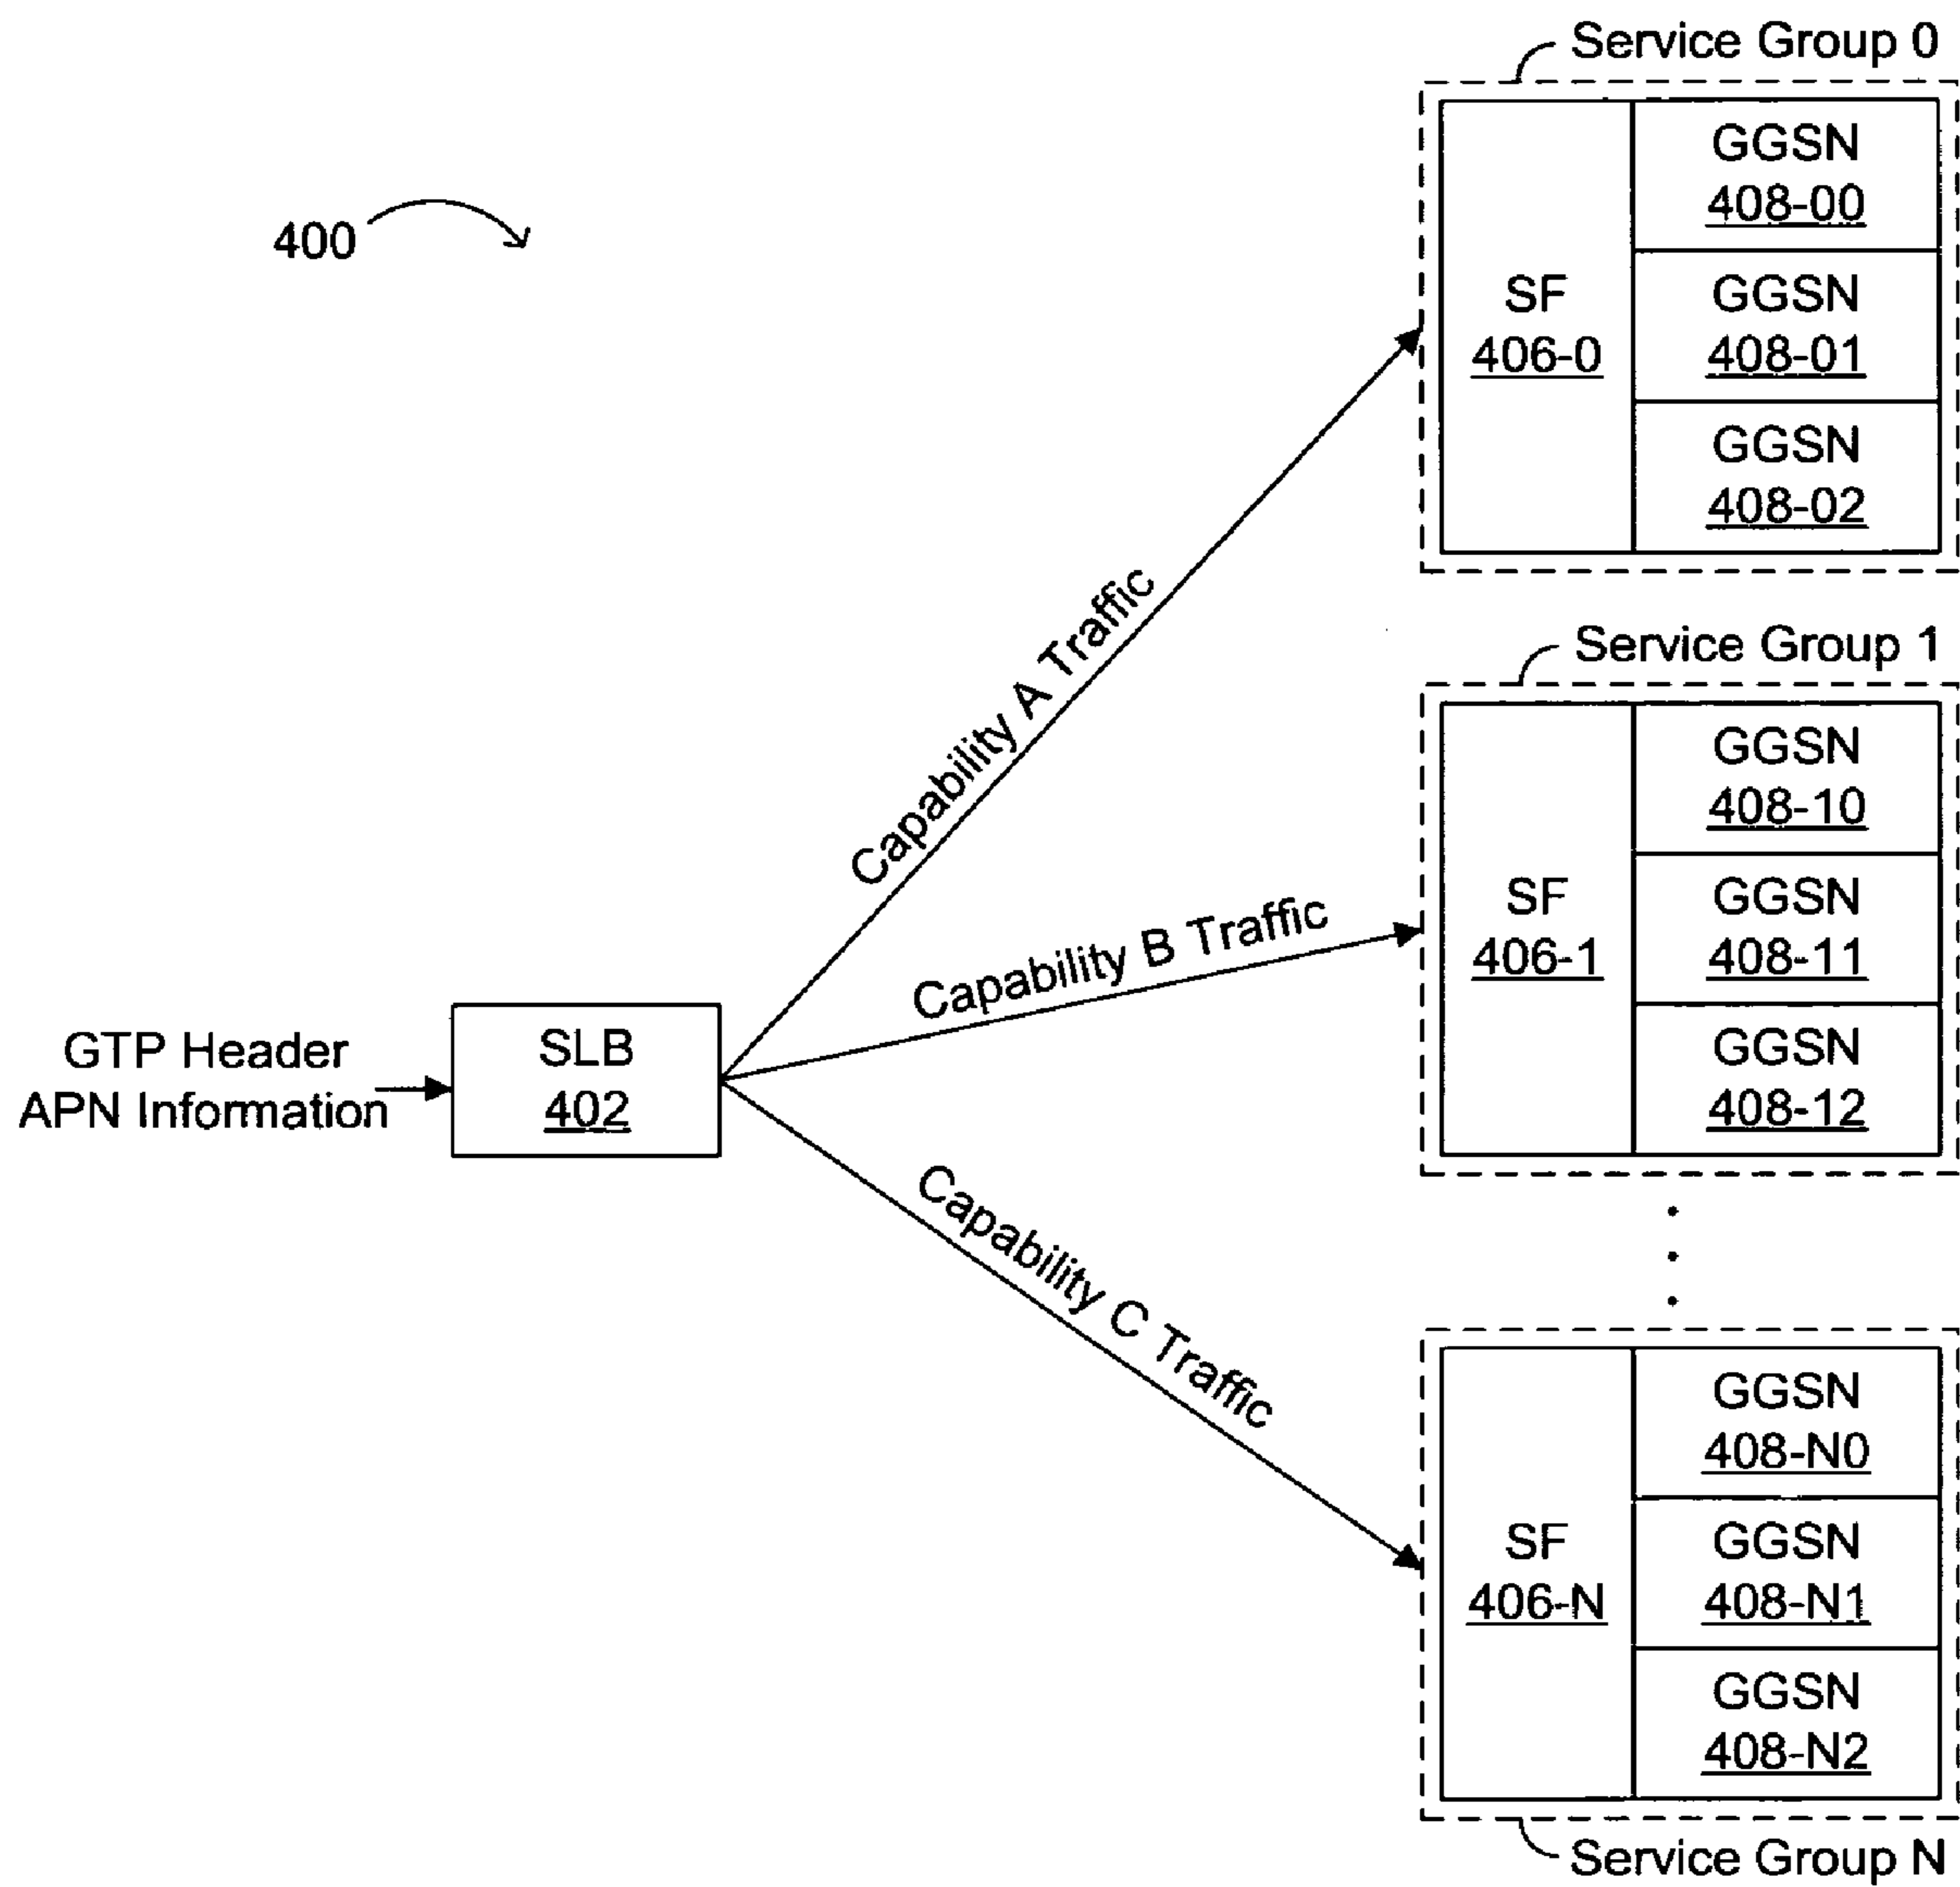 Service Group 0
400
SF
406-0
GGSN
408-00
GGSN
408-01
GGSN
408-02
Capability A Traffic
Service Group 1
SF
406-1
GGSN
408-10
GGSN
408-11
GGSN
408-12
Capability B Traffic
GTP Header
APN Information
SLB
402
Capability C Traffic
SF
406-N
GGSN
408-N0
GGSN
408-N1
GGSN
408-N2
Service Group N